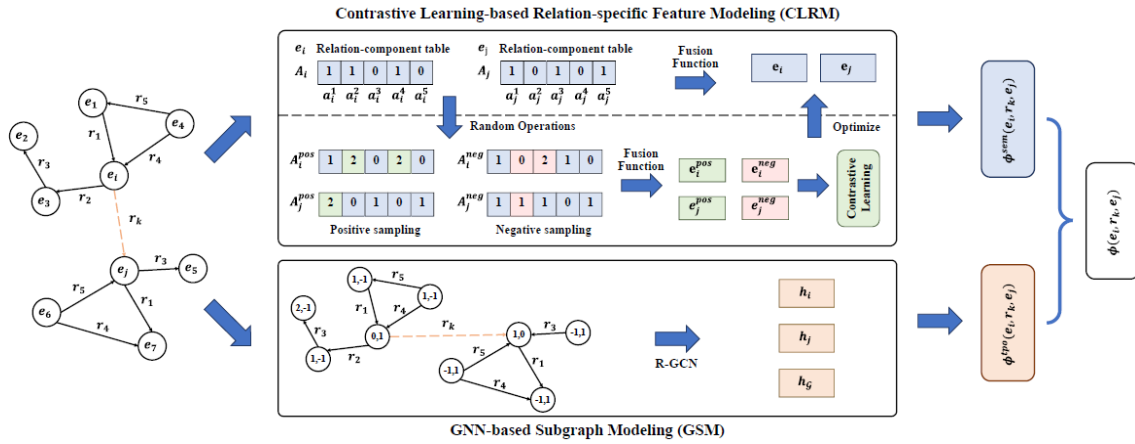 Contrastive Learning-based Relation-specific Feature Modeling (CLRM)
e_i Relation-component table
A_i 1 1 0 1 0
a_i^1 a_i^2 a_i^3 a_i^4 a_i^5
e_j Relation-component table
A_j 1 0 1 0 1
a_j^1 a_j^2 a_j^3 a_j^4 a_j^5
Fusion
Function
e_i e_j
Random Operations
Optimize
A_i^pos 1 2 0 2 0
A_i^neg 1 0 2 1 0
A_j^pos 2 0 1 0 1
A_j^neg 1 1 1 0 1
Positive sampling
Negative sampling
Fusion
Function
e_i^pos e_i^neg
e_j^pos e_j^neg
Contrastive
Learning
e_1
r_5
e_4
e_2
r_1
r_4
r_3
e_i
e_3
r_2
r_k
e_j
r_3
e_5
r_5
e_6
r_1
r_4
e_7
1,-1
r_5
1,-1
2,-1
r_1
r_4
r_3
0,1
r_k
1,0
r_3
-1,1
1,-1
r_2
r_5
r_1
-1,1
r_4
-1,1
R-GCN
h_i
h_j
h_G
GNN-based Subgraph Modeling (GSM)
ϕ^sem(e_i, r_k, e_j)
ϕ^tpo(e_i, r_k, e_j)
ϕ(e_i, r_k, e_j)